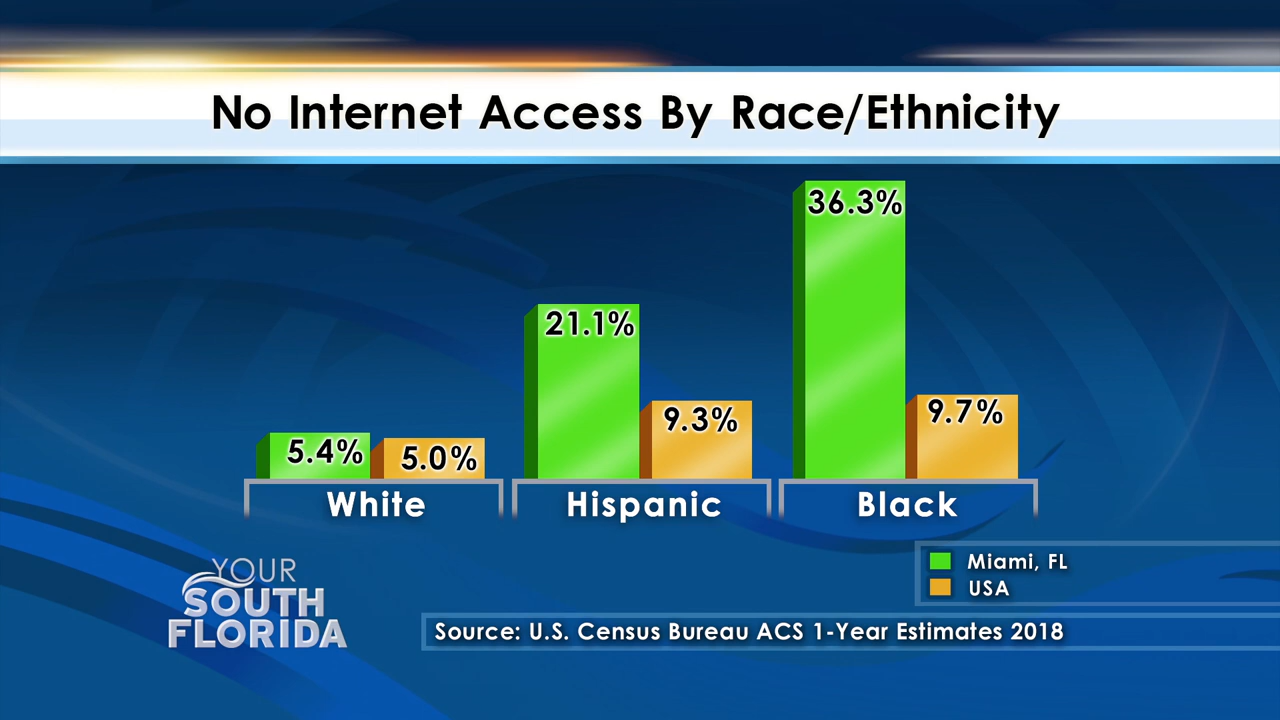 No Internet Access By Race/Ethnicity
36.3%
21.1%
9.3%
9.7%
5.4%
5.0%
White
Hispanic
Black
Miami, FL
USA
YOUR
SOUTH
FLORIDA
Source: U.S. Census Bureau ACS 1-Year Estimates 2018